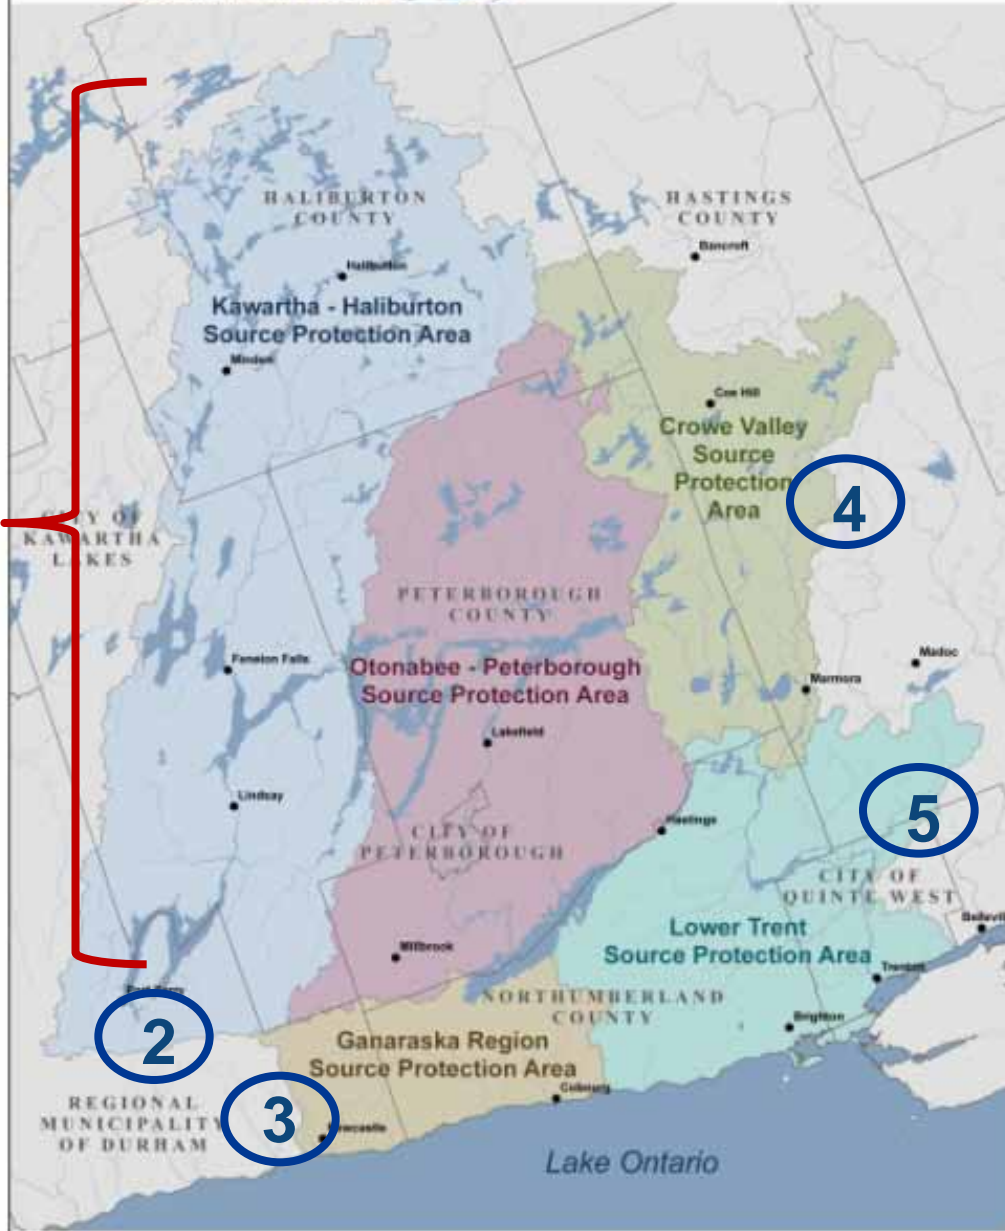 HALIBURTON
COUNTY
HASTINGS
COUNTY
Bancroft
Haliburton
Kawartha - Haliburton
Source Protection Area
Minden
Coe Hill
Crowe Valley
Source
Protection
Area
4
CITY OF
KAWARTHA
LAKES
PETERBOROUGH
COUNTY
Fenelon Falls
Otonabee - Peterborough
Source Protection Area
Madoc
Marmora
Lakefield
Lindsay
5
Hastings
CITY OF
PETERBOROUGH
CITY OF
QUINTE WEST
Lower Trent
Source Protection Area
Millbrook
Trenton
Port Perry
NORTHUMBERLAND
COUNTY
Brighton
2
Ganaraska Region
Source Protection Area
Cobourg
REGIONAL
MUNICIPALITY
OF DURHAM
3
Newcastle
Lake Ontario